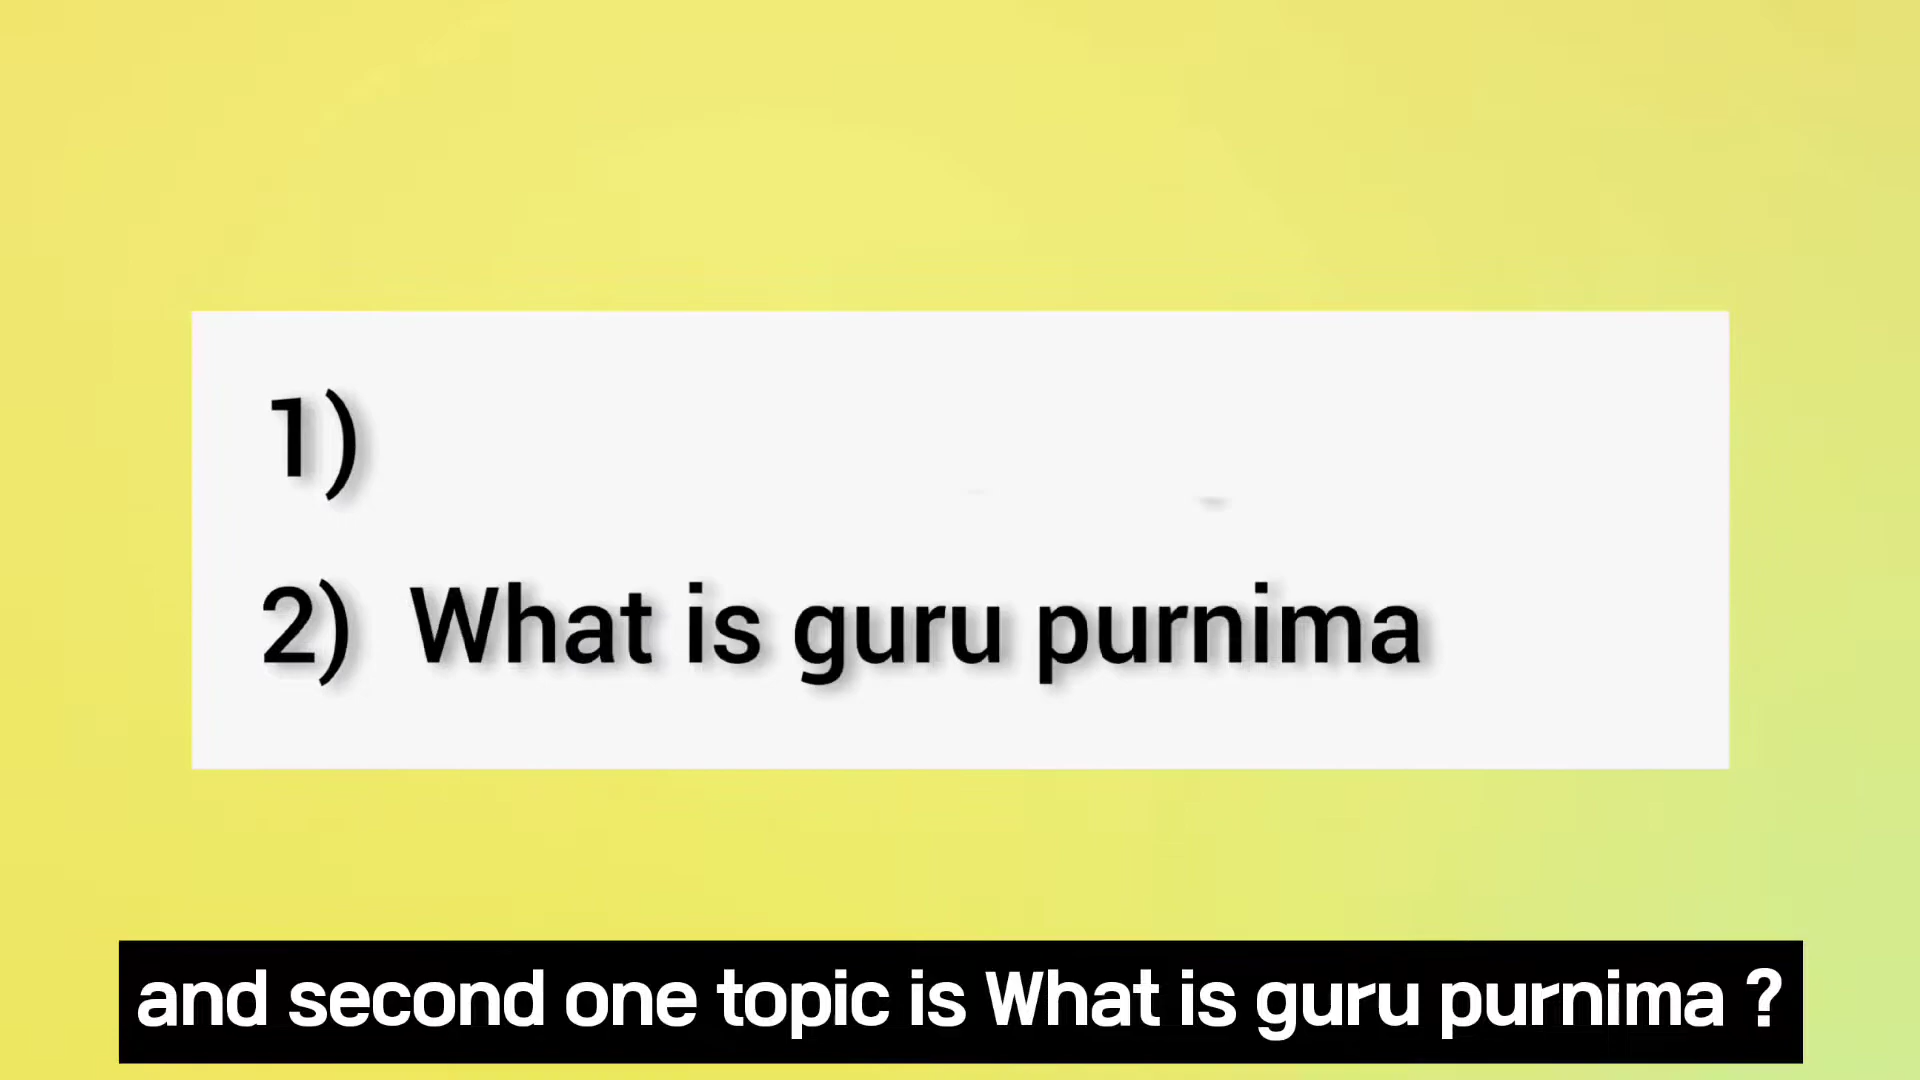 1)
2) What is guru purnima
and second one topic is What is guru purnima ?